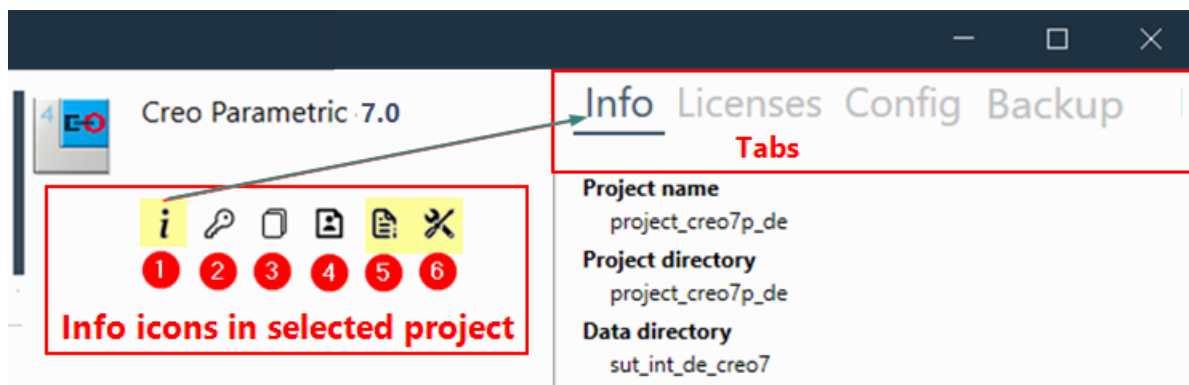 4
Creo Parametric 7.0
Info Licenses Config Backup
Tabs
i
1 2 3 4 5 6
Info icons in selected project
Project name
project_creo7p_de
Project directory
project_creo7p_de
Data directory
sut_int_de_creo7